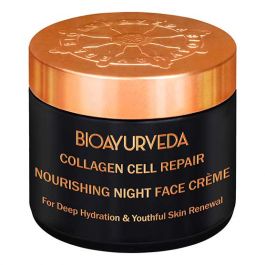 BIOAYURVEDA
COLLAGEN CELL REPAIR
NOURISHING NIGHT FACE CRÈME
For Deep Hydration & Youthful Skin Renewal